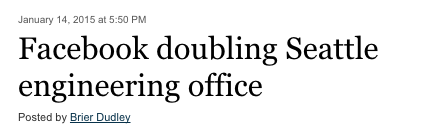 January 14, 2015 at 5:50 PM
Facebook doubling Seattle
engineering office
Posted by Brier Dudley